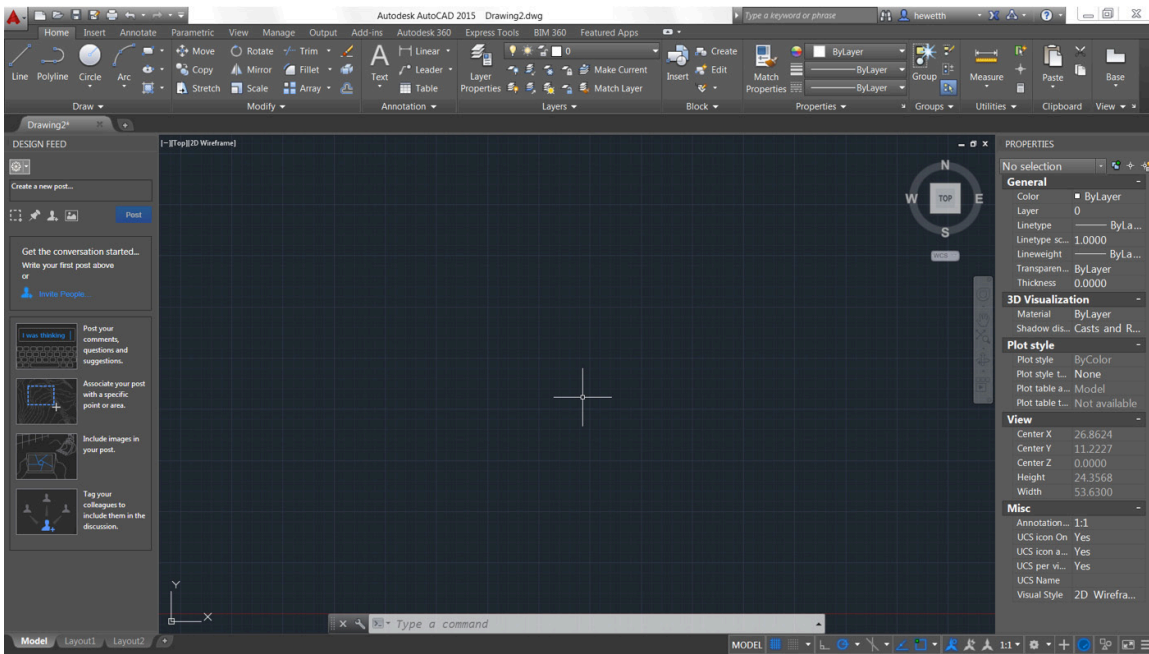 Autodesk AutoCAD 2015 Drawing2.dwg
Type a keyword or phrase
hewetth
Home Insert Annotate Parametric View Manage Output Add-ins Autodesk 360 Express Tools BIM 360 Featured Apps
Line Polyline Circle Arc
Move Rotate Trim
Copy Mirror Fillet
Stretch Scale Array
Text
Linear
Leader
Table
Layer
Properties
0
Make Current
Match Layer
Insert
Create
Edit
Match
Properties
ByLayer
ByLayer
ByLayer
Group
Measure
Paste
Base
Draw Modify Annotation Layers Block Properties Groups Utilities Clipboard View
Drawing2*
DESIGN FEED
Create a new post...
Post
Get the conversation started...
Write your first post above
or
Invite People...
I was thinking
Post your
comments,
questions and
suggestions.
Associate your post
with a specific
point or area.
Include images in
your post.
Tag your
colleagues to
include them in the
discussion.
[−][Top][2D Wireframe]
N
W TOP E
S
WCS
Y
X
Type a command
PROPERTIES
No selection
General
Color ByLayer
Layer 0
Linetype ByLa...
Linetype sc... 1.0000
Lineweight ByLa...
Transparen... ByLayer
Thickness 0.0000
3D Visualization
Material ByLayer
Shadow dis... Casts and R...
Plot style
Plot style ByColor
Plot style t... None
Plot table a... Model
Plot table t... Not available
View
Center X 26.8624
Center Y 11.2227
Center Z 0.0000
Height 24.3568
Width 53.6300
Misc
Annotation... 1:1
UCS icon On Yes
UCS icon a... Yes
UCS per vi... Yes
UCS Name
Visual Style 2D Wirefra...
Model Layout1 Layout2
MODEL
1:1